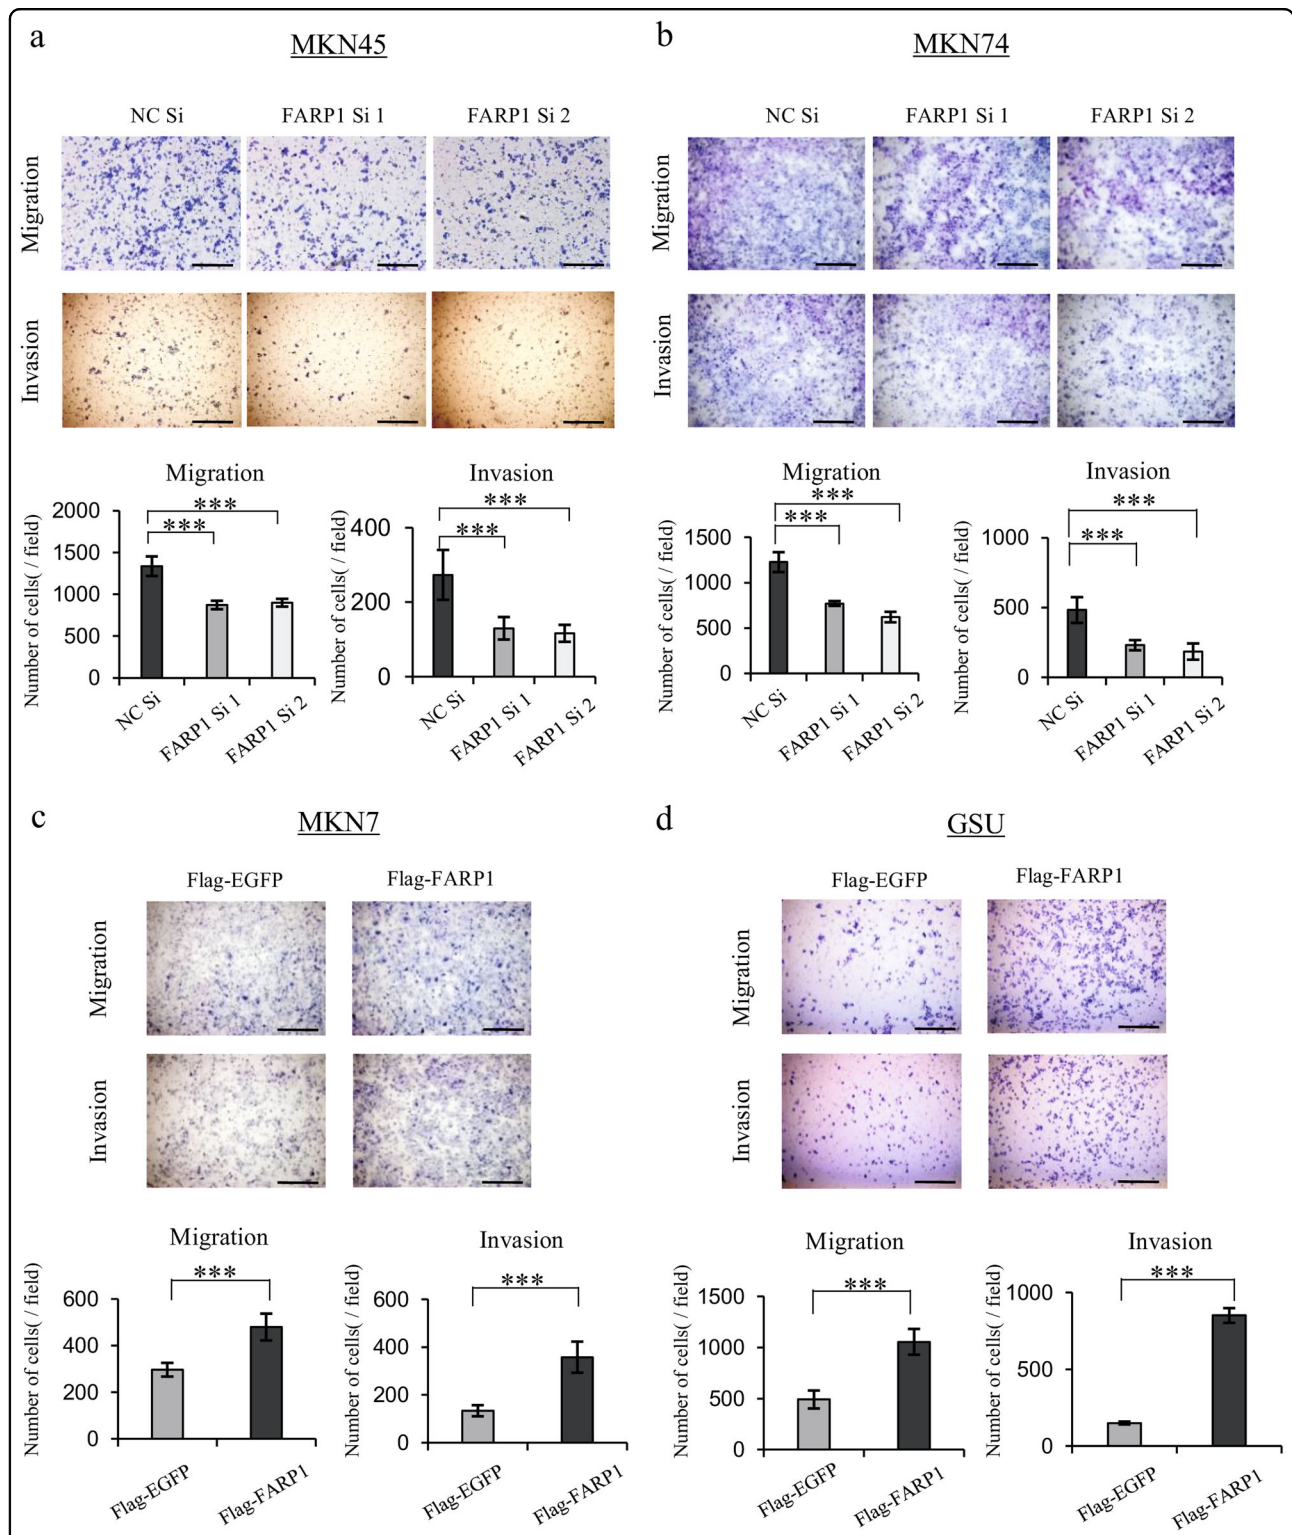 a
MKN45
NC Si FARP1 Si 1 FARP1 Si 2
Migration
Invasion
Migration
Number of cells( / field)
2000
1500
1000
500
0
***
***
NC Si
FARP1 Si 1
FARP1 Si 2
Invasion
Number of cells( / field)
400
200
0
***
***
NC Si
FARP1 Si 1
FARP1 Si 2
b
MKN74
NC Si FARP1 Si 1 FARP1 Si 2
Migration
Invasion
Migration
Number of cells( / field)
1500
1000
500
0
***
***
NC Si
FARP1 Si 1
FARP1 Si 2
Invasion
Number of cells( / field)
1000
500
0
***
***
NC Si
FARP1 Si 1
FARP1 Si 2
c
MKN7
Flag-EGFP Flag-FARP1
Migration
Invasion
Migration
Number of cells( / field)
600
400
200
0
***
Flag-EGFP
Flag-FARP1
Invasion
Number of cells( / field)
600
400
200
0
***
Flag-EGFP
Flag-FARP1
d
GSU
Flag-EGFP Flag-FARP1
Migration
Invasion
Migration
Number of cells( / field)
1500
1000
500
0
***
Flag-EGFP
Flag-FARP1
Invasion
Number of cells( / field)
1000
500
0
***
Flag-EGFP
Flag-FARP1